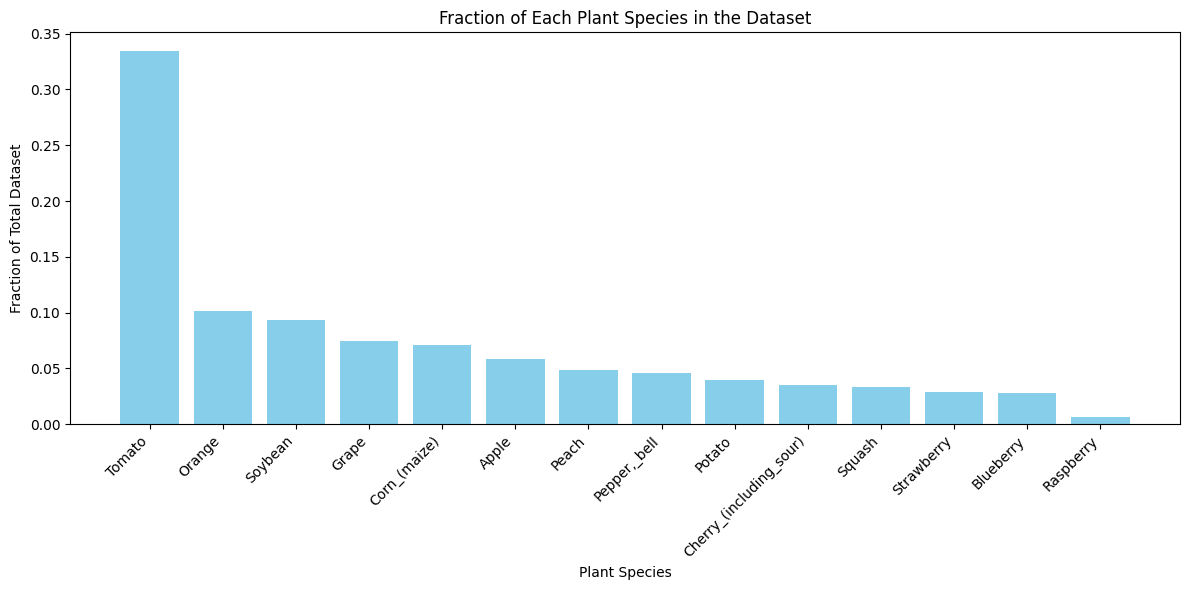 Fraction of Each Plant Species in the Dataset
Fraction of Total Dataset
0.35
0.30
0.25
0.20
0.15
0.10
0.05
0.00
Tomato
Orange
Soybean
Grape
Corn_(maize)
Apple
Peach
Pepper,_bell
Potato
Cherry_(including_sour)
Squash
Strawberry
Blueberry
Raspberry
Plant Species